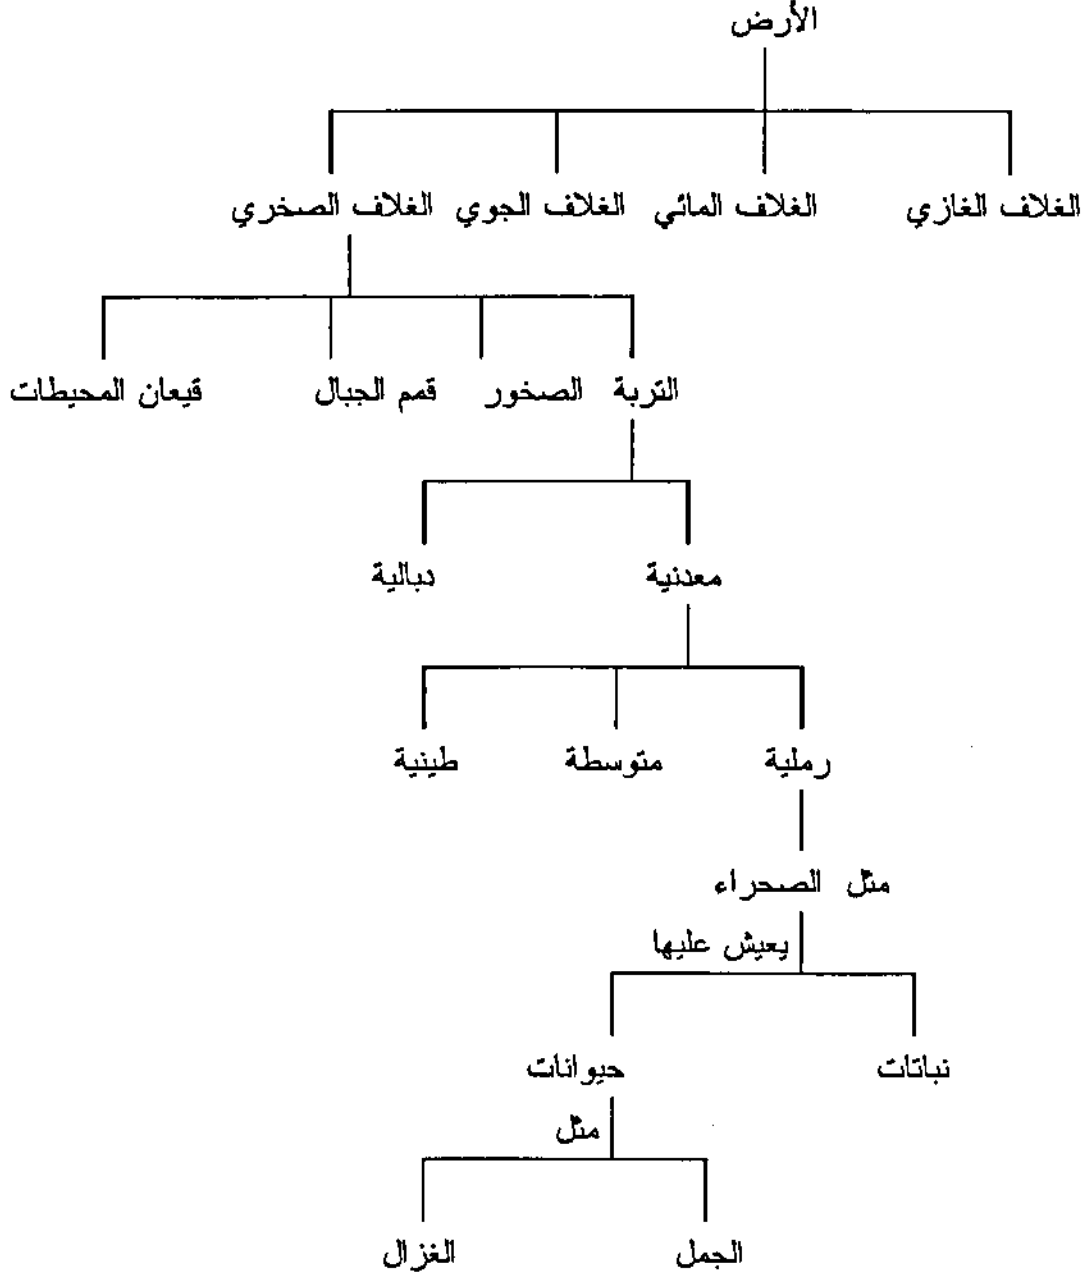 الأرض
الغلاف الغازي الغلاف المائي الغلاف الجوي الغلاف الصخري
التربة الصخور قمم الجبال قيعان المحيطات
معدنية دبالية
رملية متوسطة طينية
مثل الصحراء
يعيش عليها
نباتات حيوانات
مثل
الجمل الغزال